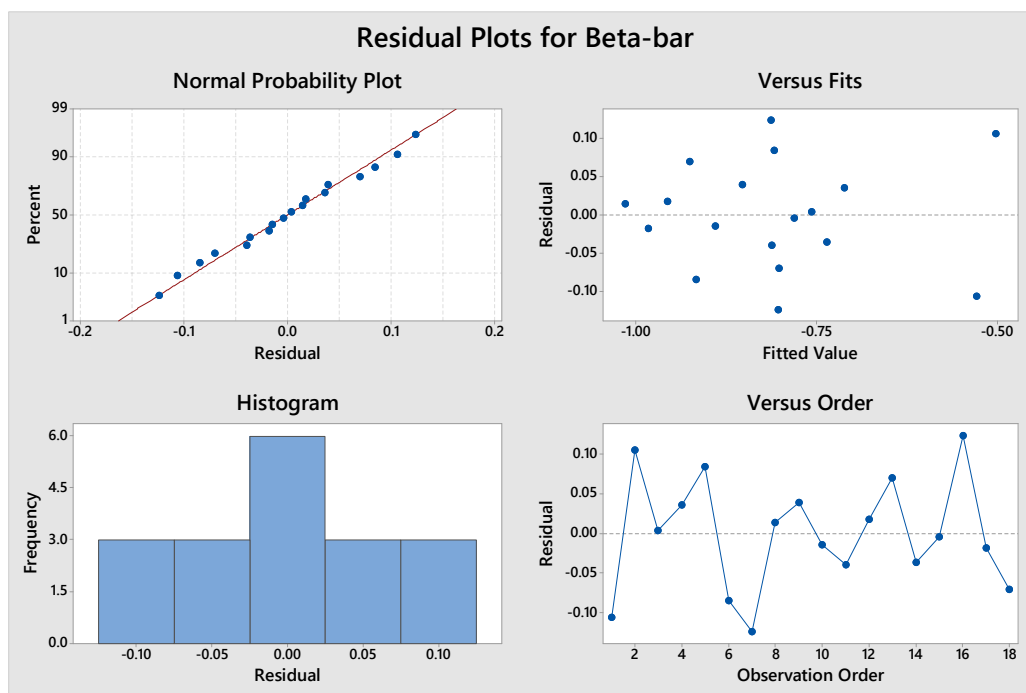 Residual Plots for Beta-bar
Normal Probability Plot
99
90
50
10
1
Percent
-0.2 -0.1 0.0 0.1 0.2
Residual
Versus Fits
0.10
0.05
0.00
-0.05
-0.10
Residual
-1.00 -0.75 -0.50
Fitted Value
Histogram
6.0
4.5
3.0
1.5
0.0
Frequency
-0.10 -0.05 0.00 0.05 0.10
Residual
Versus Order
0.10
0.05
0.00
-0.05
-0.10
Residual
2 4 6 8 10 12 14 16 18
Observation Order